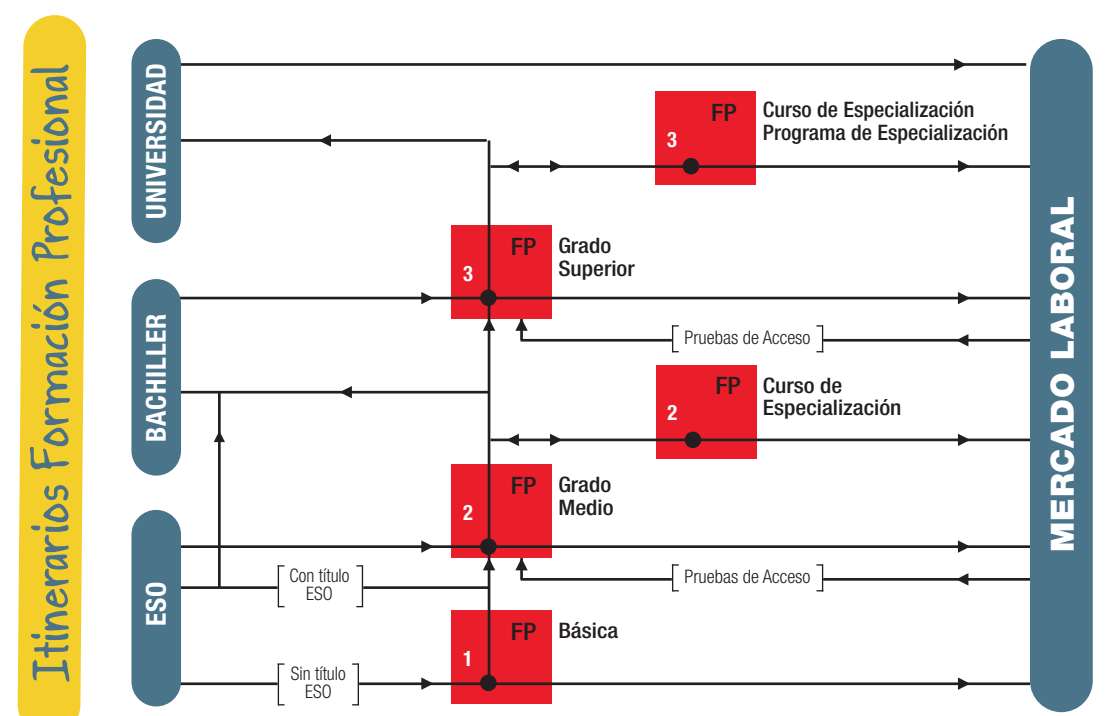 Itinerarios Formación Profesional
UNIVERSIDAD
FP
3
Curso de Especialización
Programa de Especialización
FP
3
Grado
Superior
Pruebas de Acceso
BACHILLER
FP
2
Curso de
Especialización
FP
2
Grado
Medio
Pruebas de Acceso
ESO
Con título
ESO
FP
1
Básica
Sin título
ESO
MERCADO LABORAL